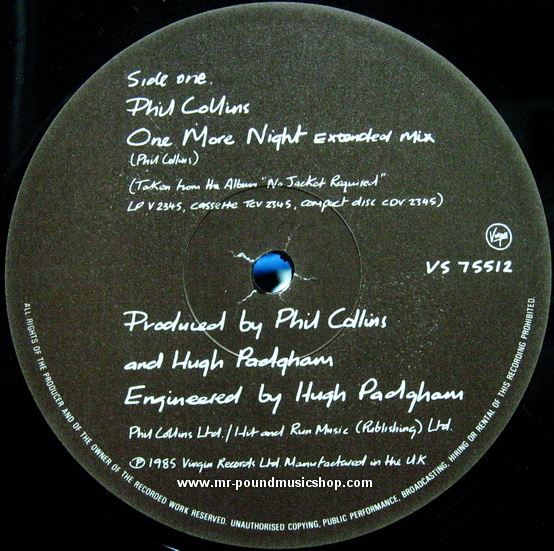 Side one.
Phil Collins
One More Night Extended Mix
(Phil Collins)
(Taken from the Album "No Jacket Required"
LP V 2345, cassette TCV 2345, compact disc CDV 2345)
Virgin
VS 75512
Produced by Phil Collins
and Hugh Padgham
Engineered by Hugh Padgham
Phil Collins Ltd./Hit and Run Music (Publishing) Ltd.
℗ 1985 Virgin Records Ltd. Manufactured in the U.K
www.mr-poundmusicshop.com
ALL RIGHTS OF THE PRODUCER AND OF THE OWNER OF THE RECORDED WORK RESERVED. UNAUTHORISED COPYING, PUBLIC PERFORMANCE, BROADCASTING, HIRING OR RENTAL OF THIS RECORDING PROHIBITED.